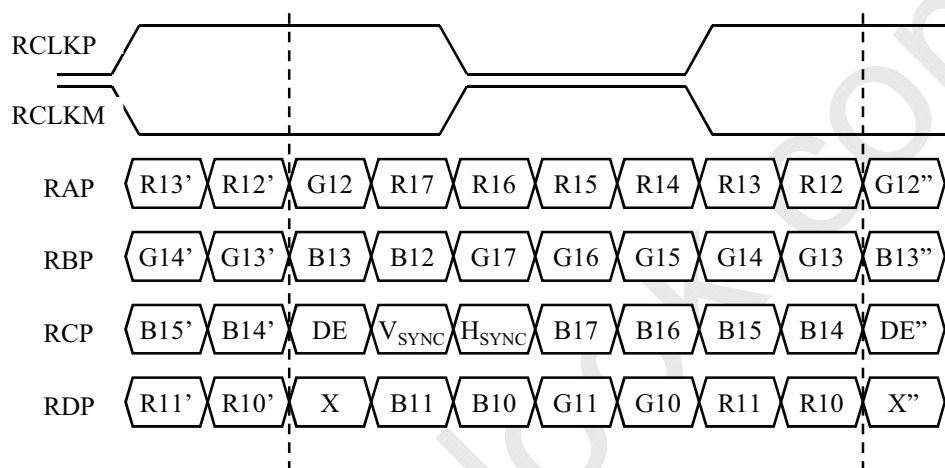 RCLKP
RCLKM
RAP R13’ R12’ G12 R17 R16 R15 R14 R13 R12 G12”
RBP G14’ G13’ B13 B12 G17 G16 G15 G14 G13 B13”
RCP B15’ B14’ DE VSYNC HSYNC B17 B16 B15 B14 DE”
RDP R11’ R10’ X B11 B10 G11 G10 R11 R10 X”